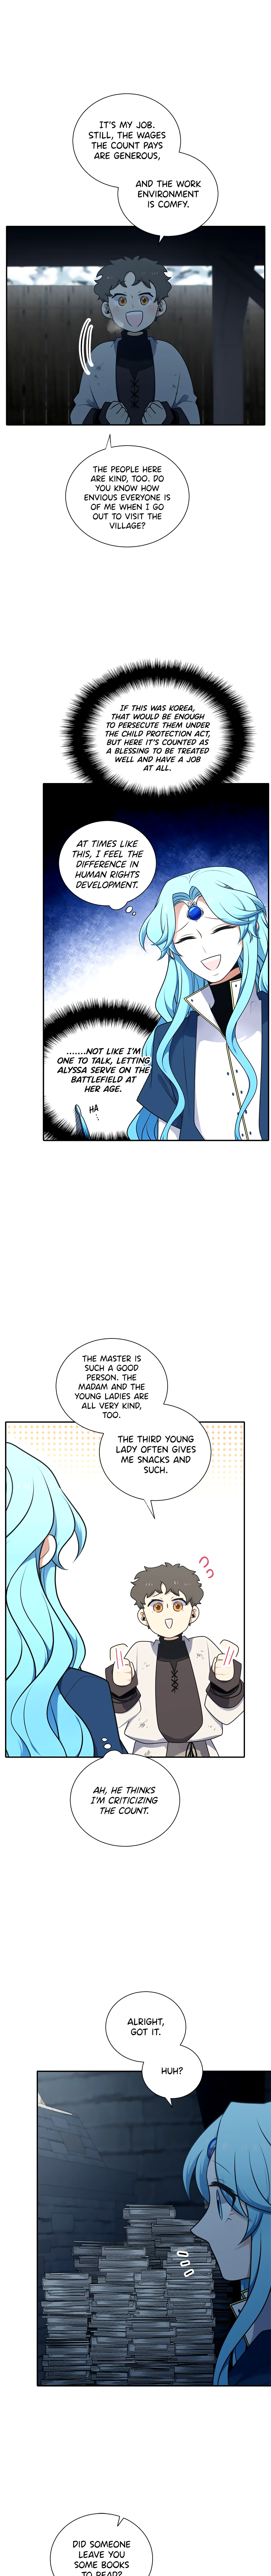 IT'S MY JOB.
STILL, THE WAGES
THE COUNT PAYS
ARE GENEROUS,
AND THE WORK
ENVIRONMENT
IS COMFY.
THE PEOPLE HERE
ARE KIND, TOO. DO
YOU KNOW HOW
ENVIOUS EVERYONE IS
OF ME WHEN I GO
OUT TO VISIT THE
VILLAGE?
IF THIS WAS KOREA,
THAT WOULD BE ENOUGH
TO PERSECUTE THEM UNDER
THE CHILD PROTECTION ACT,
BUT HERE IT'S COUNTED AS
A BLESSING TO BE TREATED
WELL AND HAVE A JOB
AT ALL.
AT TIMES LIKE
THIS, I FEEL THE
DIFFERENCE IN
HUMAN RIGHTS
DEVELOPMENT.
.......NOT LIKE I'M
ONE TO TALK, LETTING
ALYSSA SERVE ON THE
BATTLEFIELD AT
HER AGE.
HA
...
THE MASTER IS
SUCH A GOOD
PERSON. THE
MADAM AND THE
YOUNG LADIES ARE
ALL VERY KIND,
TOO.
THE THIRD YOUNG
LADY OFTEN GIVES
ME SNACKS AND
SUCH.
AH, HE THINKS
I'M CRITICIZING
THE COUNT.
ALRIGHT,
GOT IT.
HUH?
DID SOMEONE
LEAVE YOU
SOME BOOKS
TO READ?